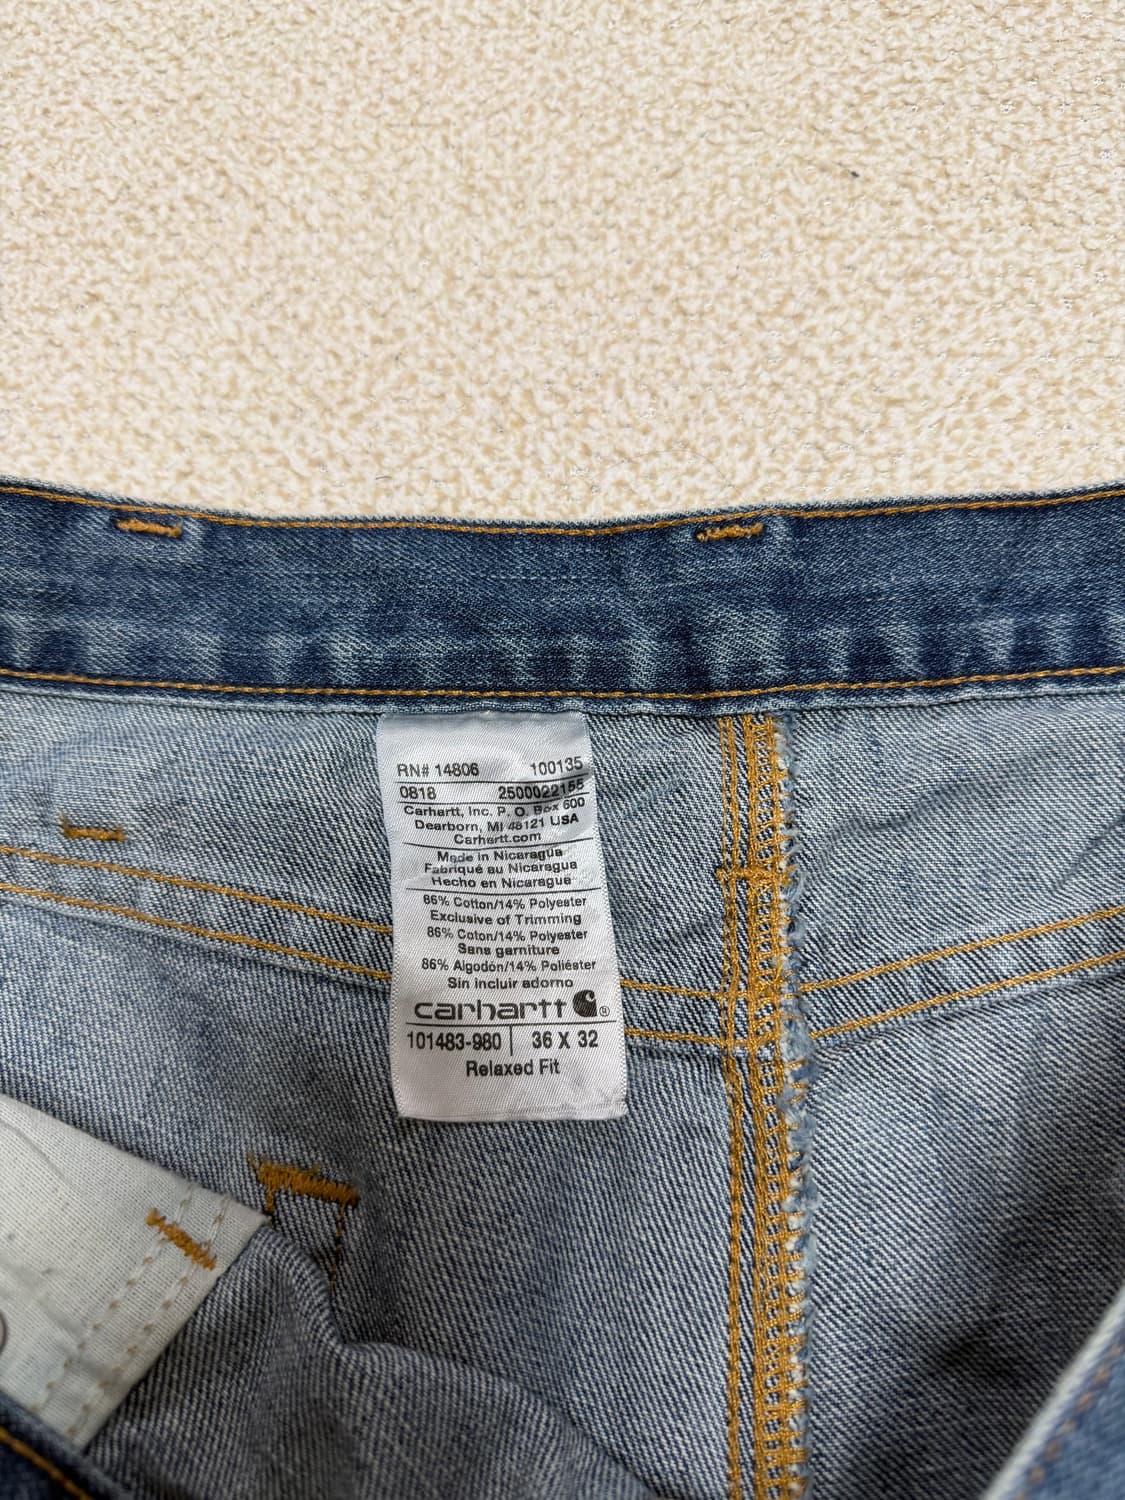 RN# 14806 100135
0818 2500022155
Carhartt, Inc. P. O. Box 600
Dearborn, MI 48121 USA
Carhartt.com
Made in Nicaragua
Fabriqué au Nicaragua
Hecho en Nicaragua
86% Cotton/14% Polyester
Exclusive of Trimming
86% Coton/14% Polyester
Sans garniture
86% Algodón/14% Poliéster
Sin incluir adorno
carhartt ®
101483-980 | 36 X 32
Relaxed Fit